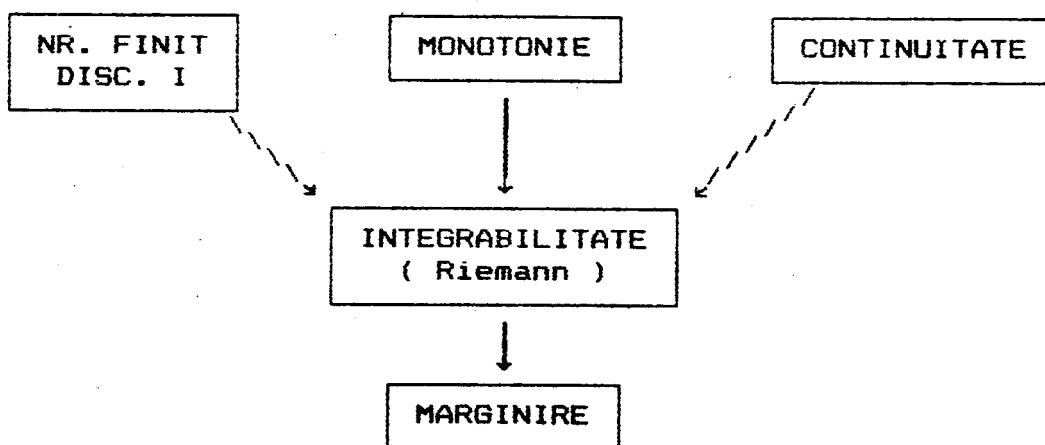 NR. FINIT
DISC. I
MONOTONIE
CONTINUITATE
INTEGRABILITATE
( Riemann )
MARGINIRE